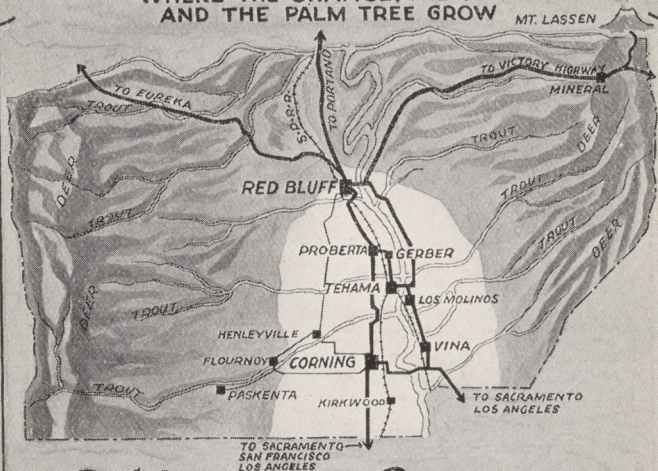 AND THE PALM TREE GROW
MT. LASSEN
TO VICTORY HIGHWAY
MINERAL
TO EUREKA
TROUT
S.P.R.R.
TO PORTLAND
DEER
TROUT
DEER
RED BLUFF
TROUT
TROUT
TROUT
DEER
PROBERTA
GERBER
TEHAMA
LOS MOLINOS
DEER
TROUT
HENLEYVILLE
VINA
FLOURNOY
CORNING
TROUT
PASKENTA
KIRKWOOD
TO SACRAMENTO
LOS ANGELES
TO SACRAMENTO
SAN FRANCISCO
LOS ANGELES